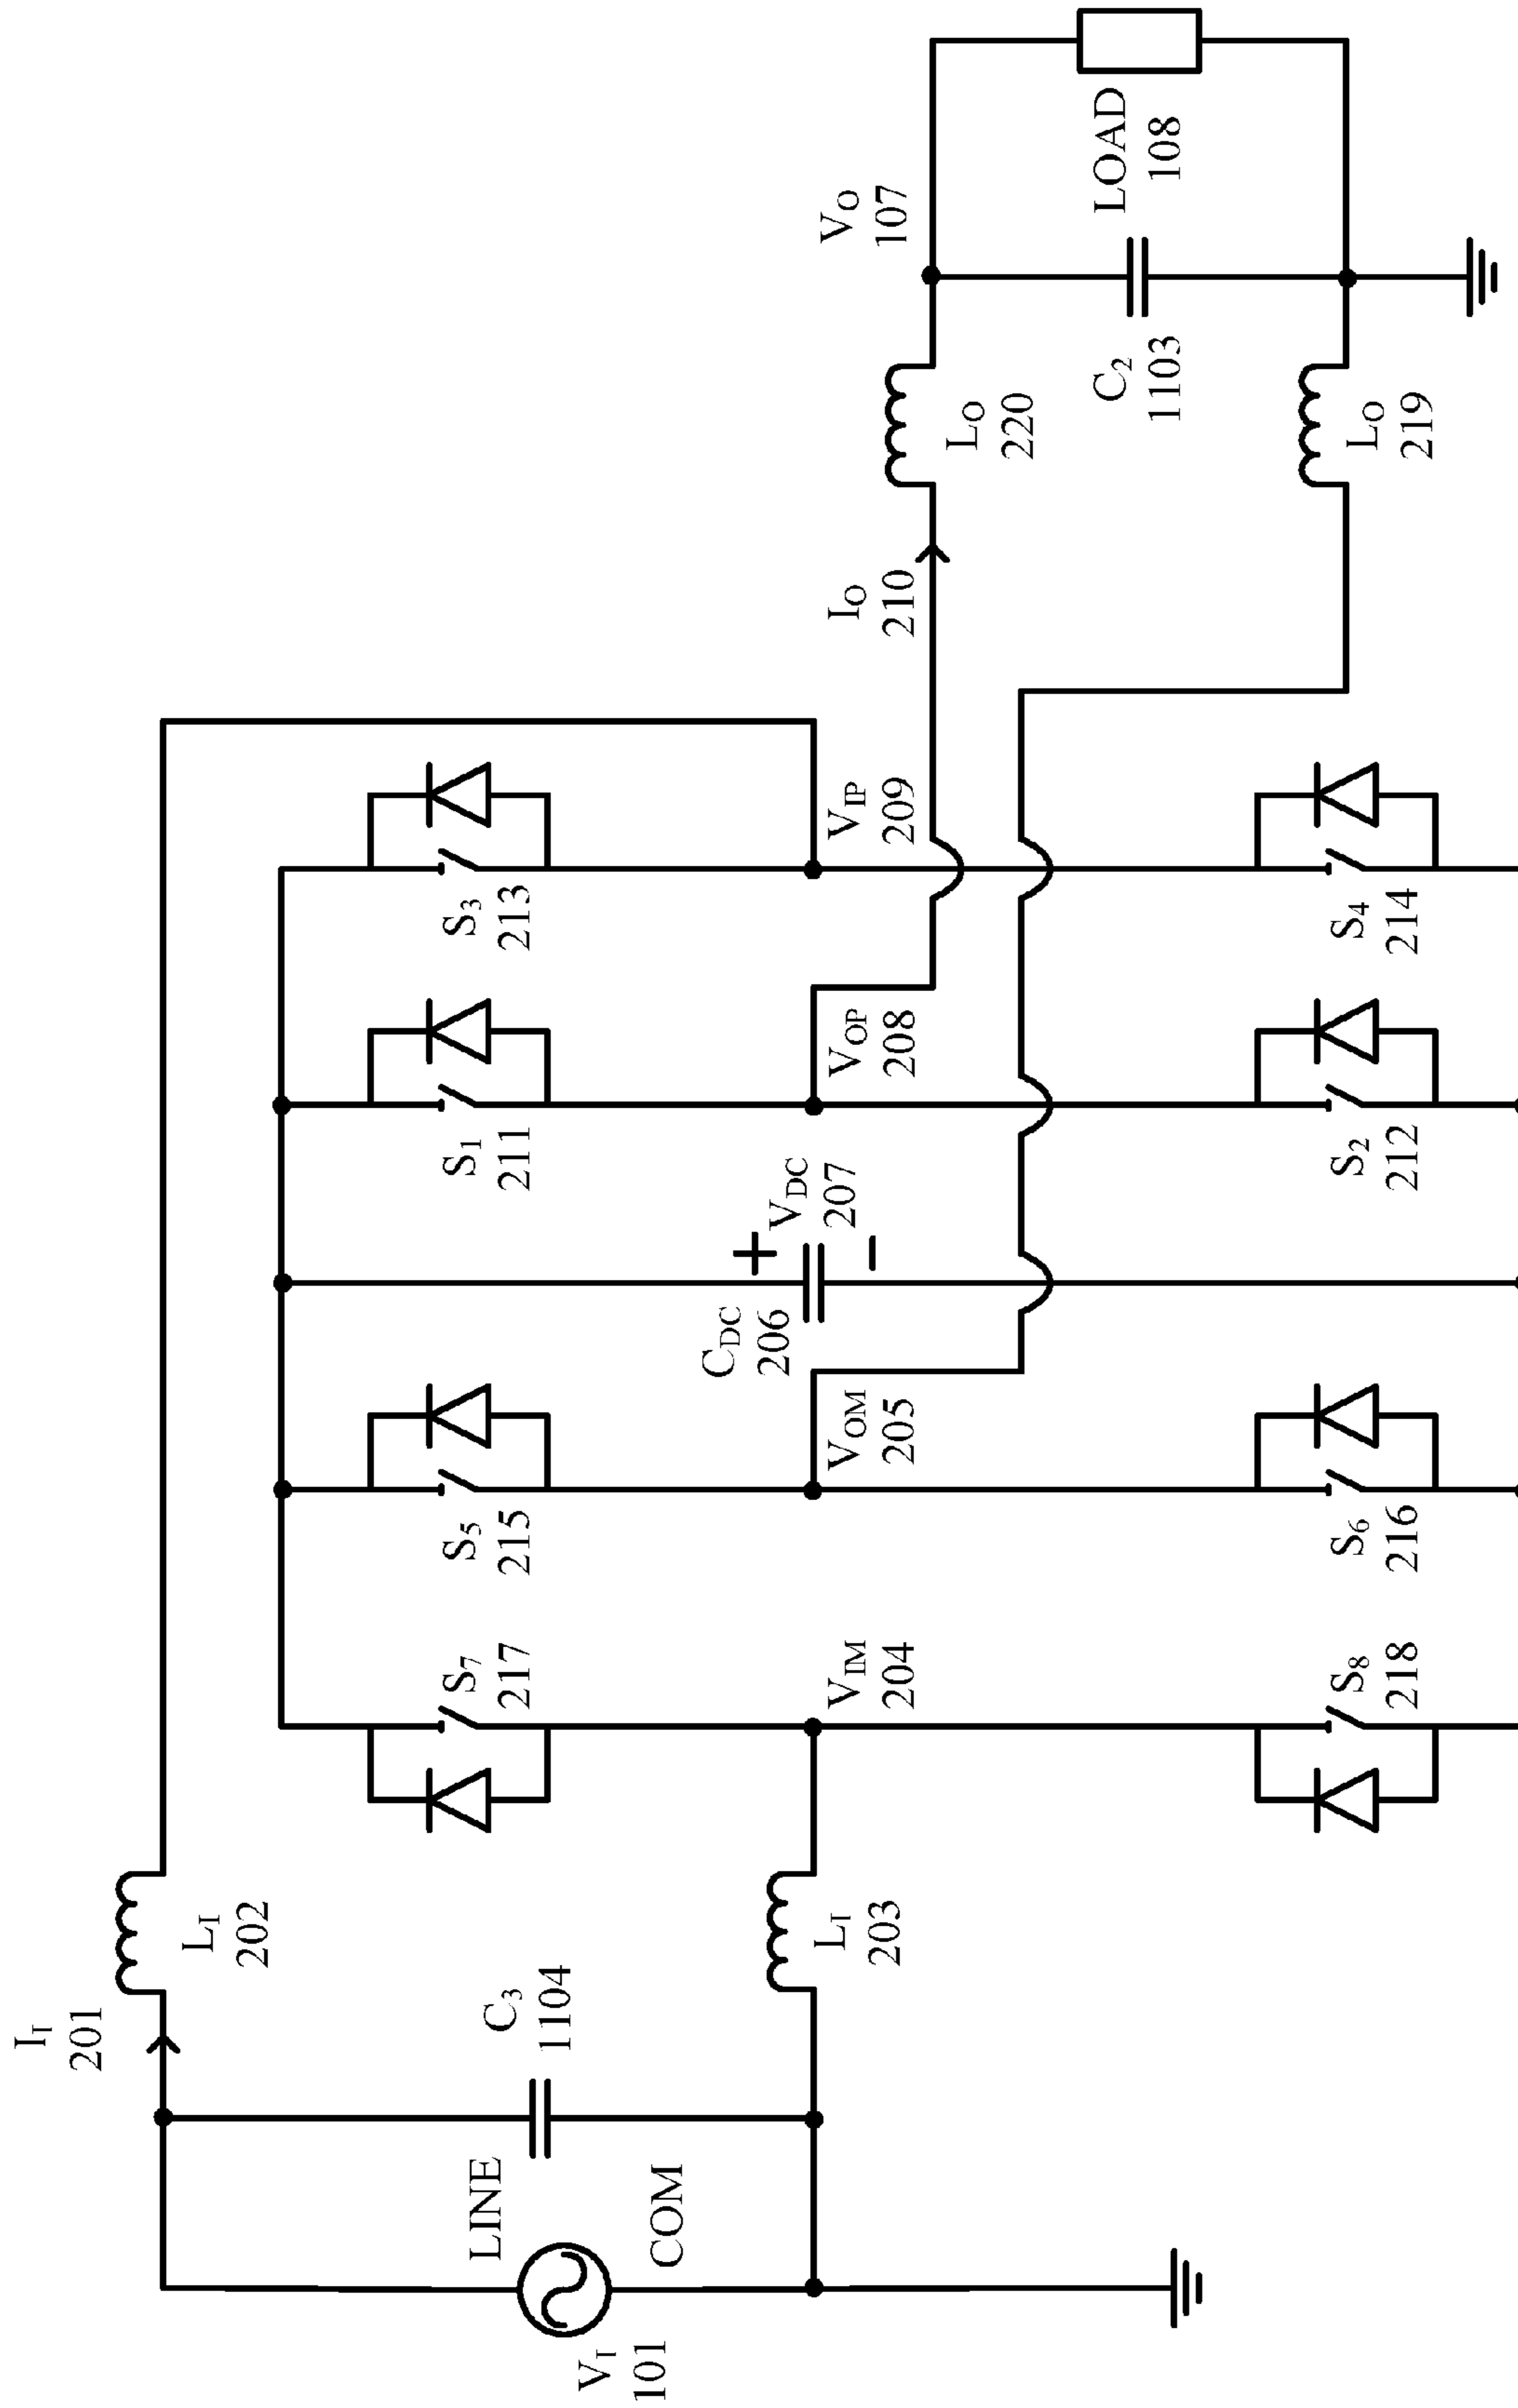 I_I
201
L_I
202
V_I
101
LINE
COM
C_3
1104
L_I
203
S_7
217
V_IM
204
S_8
218
S_5
215
V_OM
205
S_6
216
C_DC
206
+
V_DC
207
−
S_1
211
V_OP
208
S_2
212
S_3
213
V_IP
209
S_4
214
I_O
210
L_O
220
L_O
219
V_O
107
C_2
1103
LOAD
108